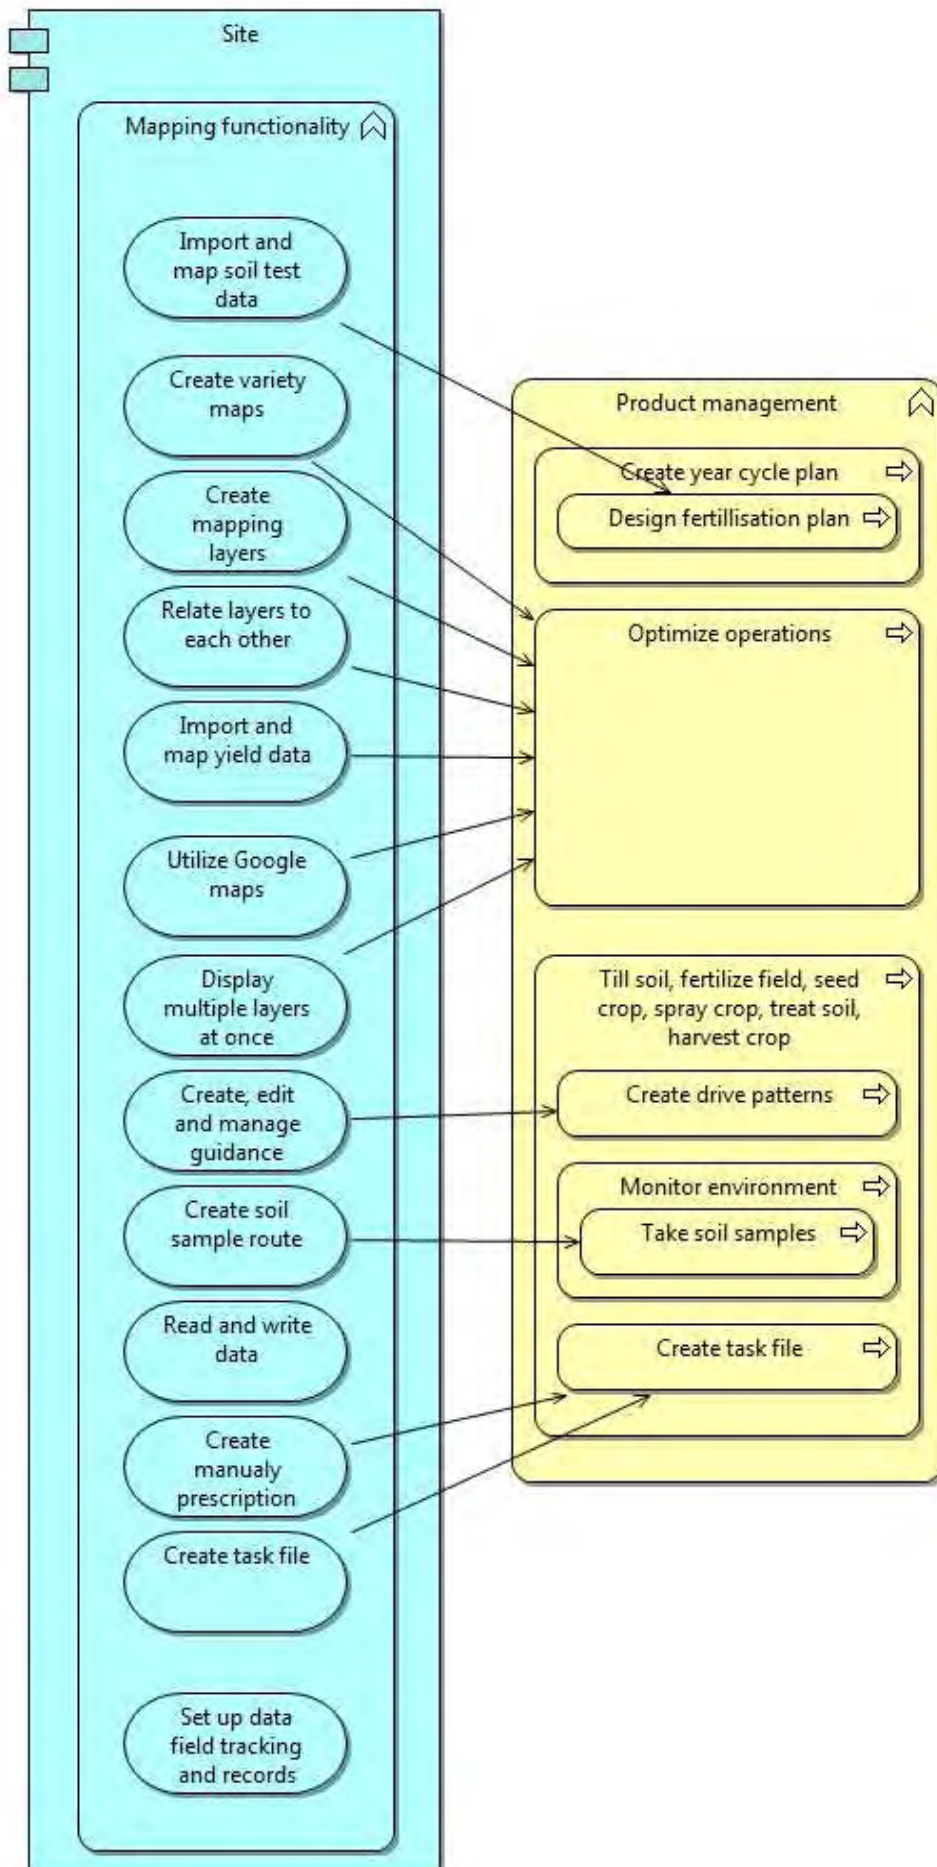 Site
Mapping functionality
Import and
map soil test
data
Create variety
maps
Create
mapping
layers
Relate layers to
each other
Import and
map yield data
Utilize Google
maps
Display
multiple layers
at once
Create, edit
and manage
guidance
Create soil
sample route
Read and write
data
Create
manualy
prescription
Create task file
Set up data
field tracking
and records
Product management
Create year cycle plan
Design fertillisation plan
Optimize operations
Till soil, fertilize field, seed
crop, spray crop, treat soil,
harvest crop
Create drive patterns
Monitor environment
Take soil samples
Create task file